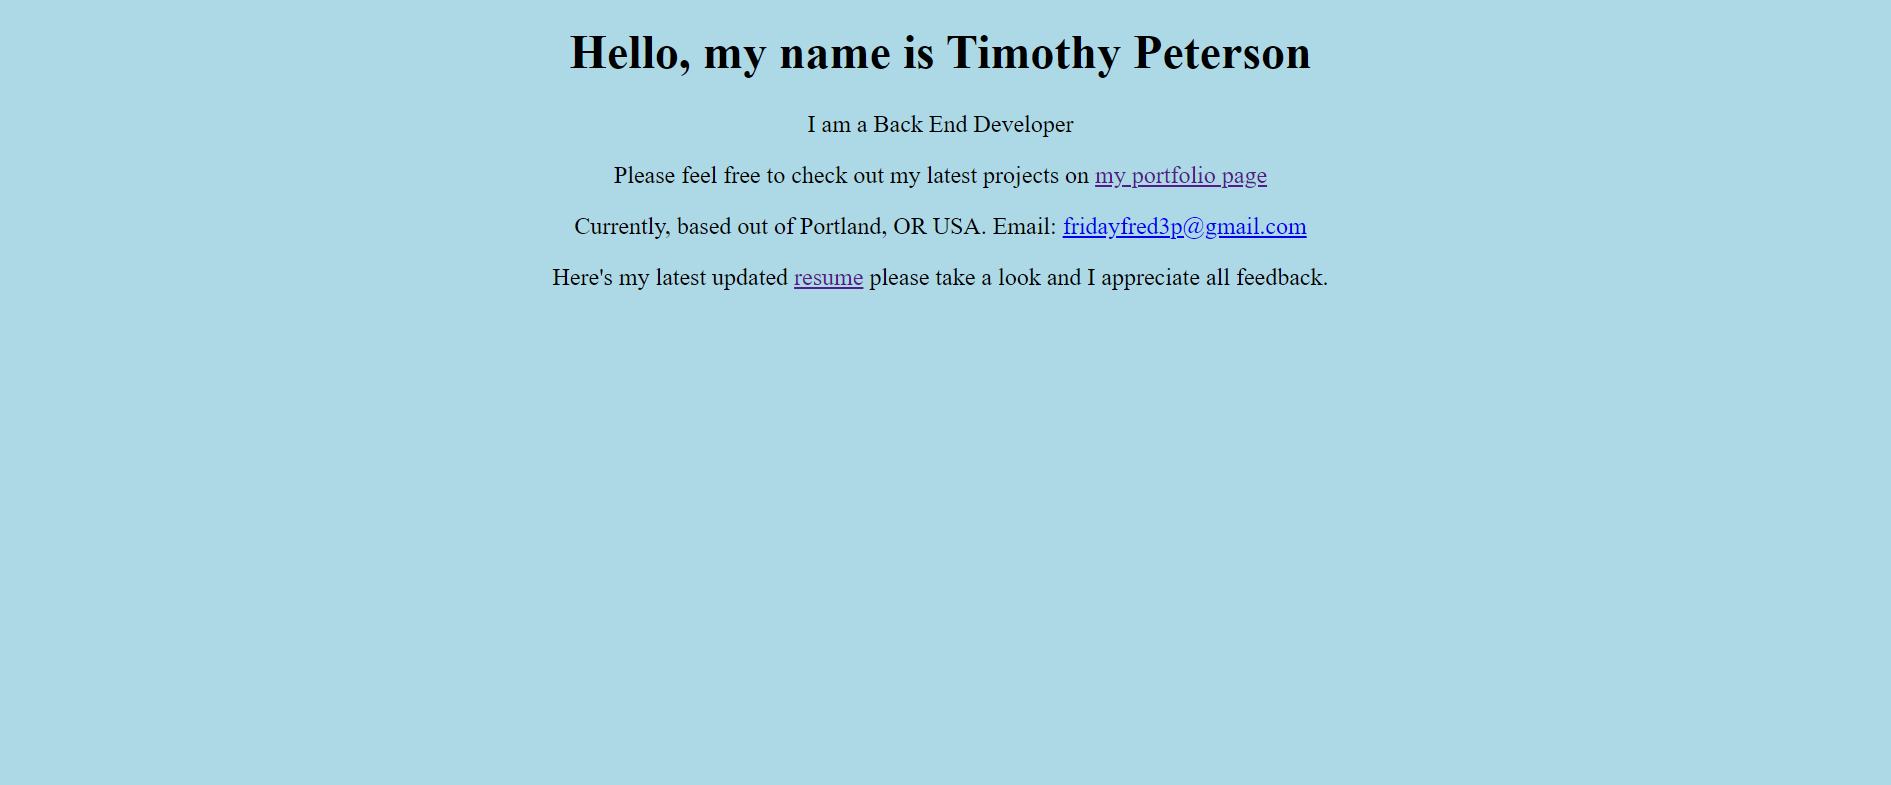 Hello, my name is Timothy Peterson
I am a Back End Developer
Please feel free to check out my latest projects on my portfolio page
Currently, based out of Portland, OR USA. Email: fridayfred3p@gmail.com
Here's my latest updated resume please take a look and I appreciate all feedback.